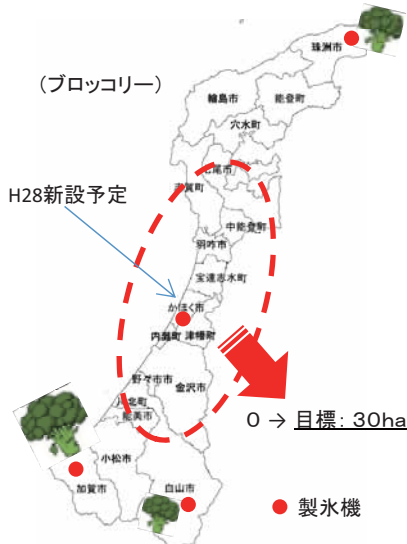 珠洲市
(ブロッコリー)
輪島市
能登町
穴水町
七尾市
志賀町
H28新設予定
中能登町
羽咋市
宝達志水町
かほく市
内灘町
津幡町
野々市市
金沢市
川北町
能美市
0 → 目標: 30ha
小松市
加賀市
白山市
製氷機